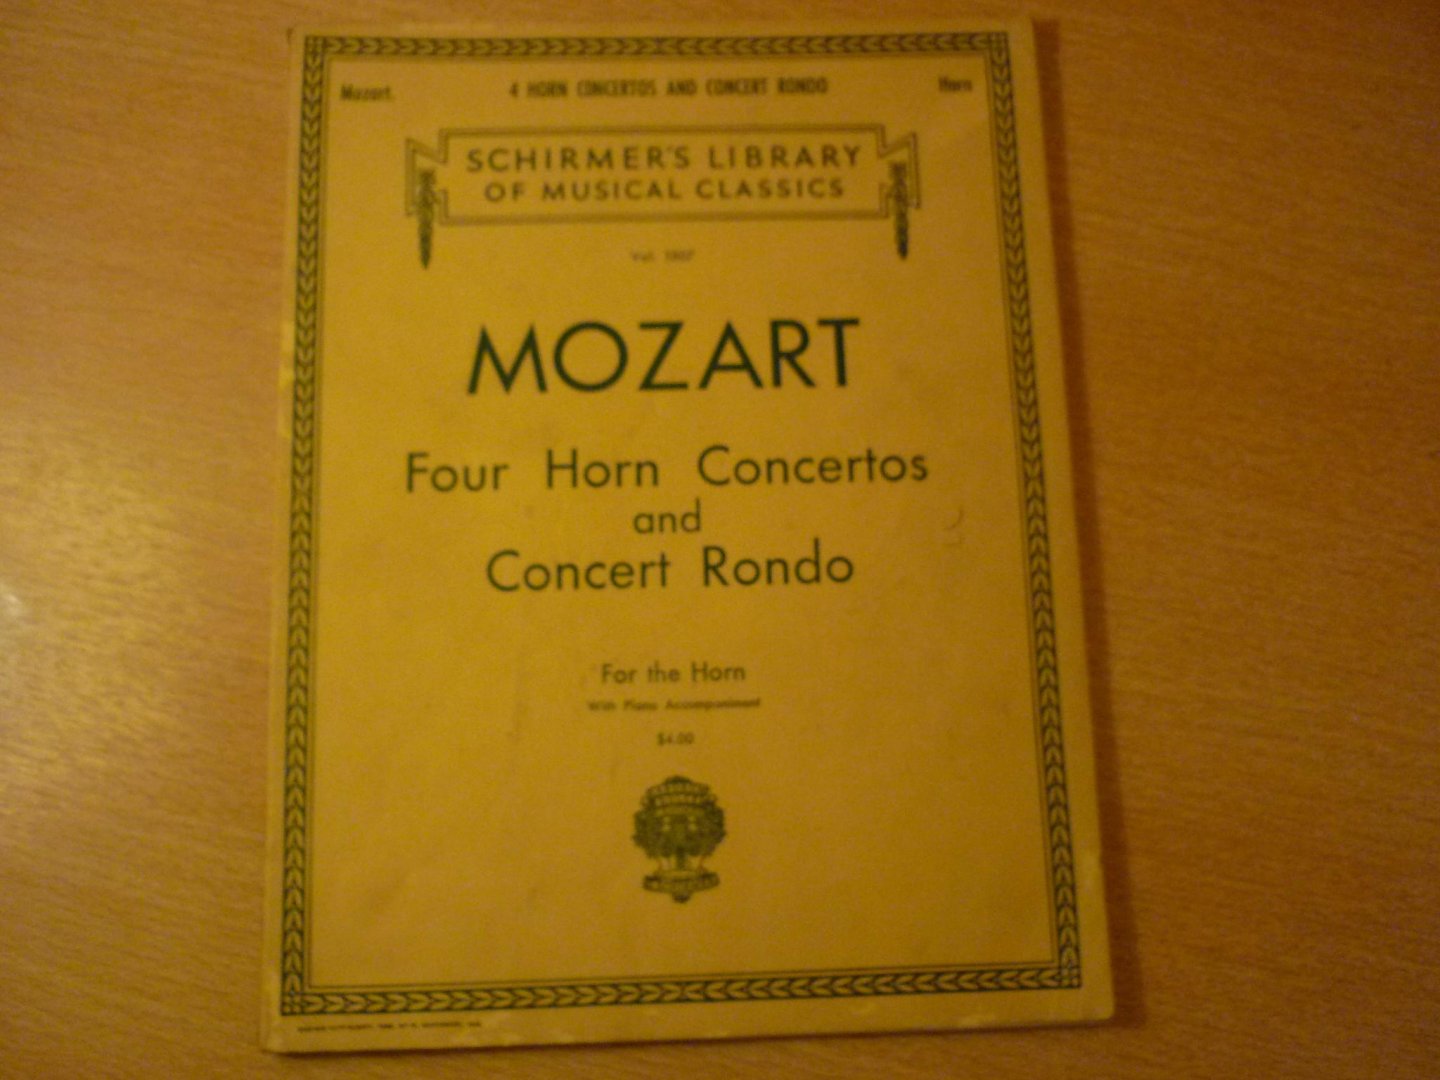 Mozart.
4 HORN CONCERTOS AND CONCERT RONDO
Horn
SCHIRMER'S LIBRARY
OF MUSICAL CLASSICS
Vol.
MOZART
Four Horn Concertos
and
Concert Rondo
For the Horn
With Piano Accompaniment
$4.00